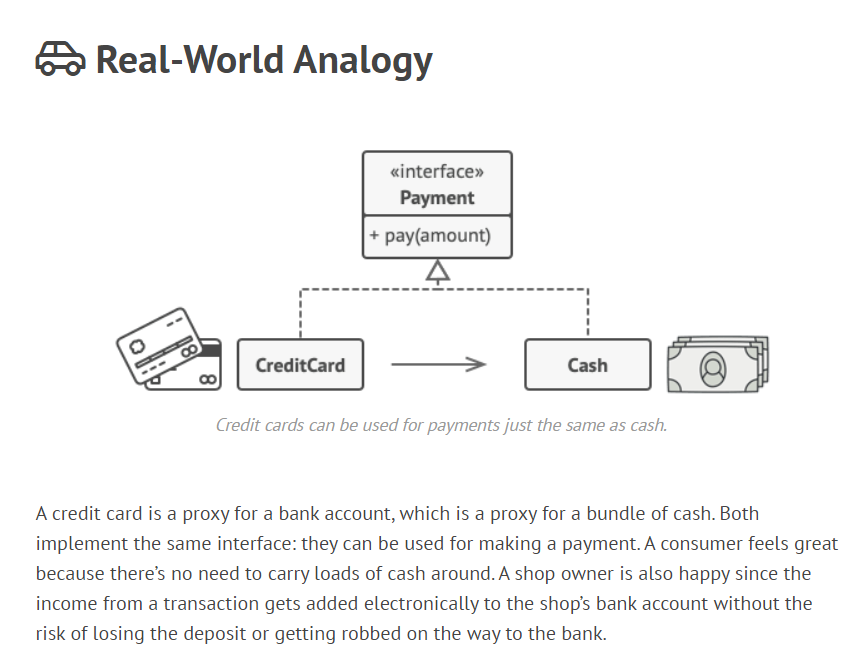 Real-World Analogy
«interface»
Payment
+ pay(amount)
CreditCard
Cash
Credit cards can be used for payments just the same as cash.
A credit card is a proxy for a bank account, which is a proxy for a bundle of cash. Both
implement the same interface: they can be used for making a payment. A consumer feels great
because there’s no need to carry loads of cash around. A shop owner is also happy since the
income from a transaction gets added electronically to the shop’s bank account without the
risk of losing the deposit or getting robbed on the way to the bank.